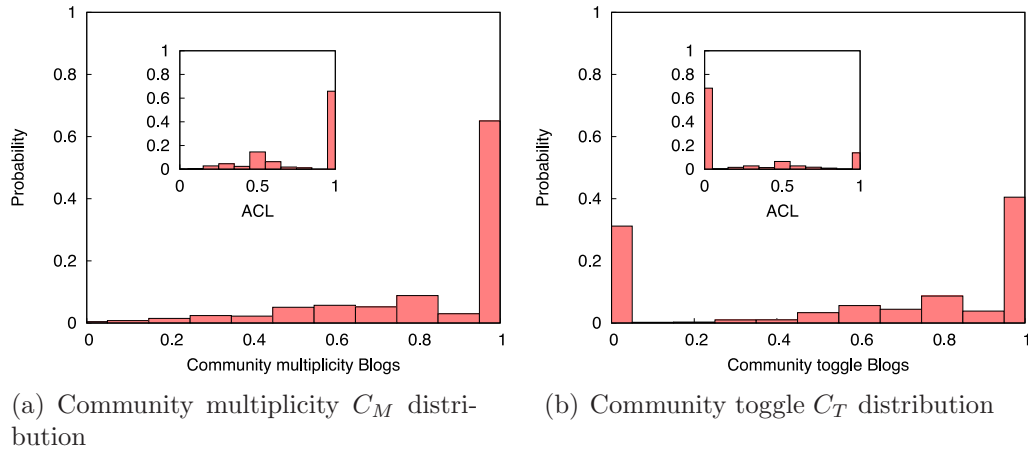 1
0.8
0.6
0.4
0.2
0
Probability
0 0.2 0.4 0.6 0.8 1
Community multiplicity Blogs
1
0.8
0.6
0.4
0.2
0
0 0.5 1
ACL
(a) Community multiplicity C_M distri-
bution
1
0.8
0.6
0.4
0.2
0
Probability
0.0 0.2 0.4 0.6 0.8 1
Community toggle Blogs
1
0.8
0.6
0.4
0.2
0
0 0.5 1
ACL
(b) Community toggle C_T distribution